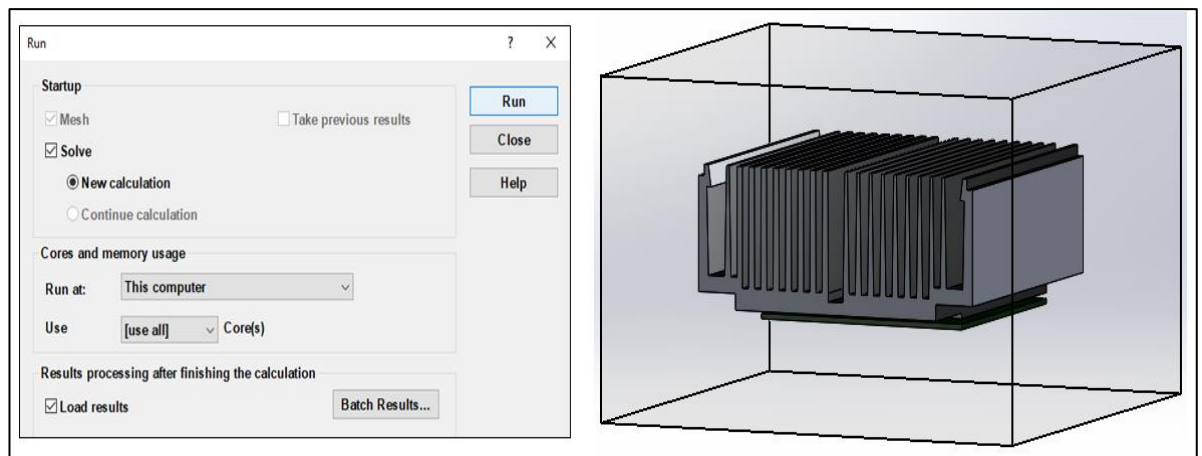 Run ? X
Startup
Mesh
Take previous results
Solve
New calculation
Continue calculation
Run
Close
Help
Cores and memory usage
Run at: This computer
Use [use all] Core(s)
Results processing after finishing the calculation
Load results
Batch Results...